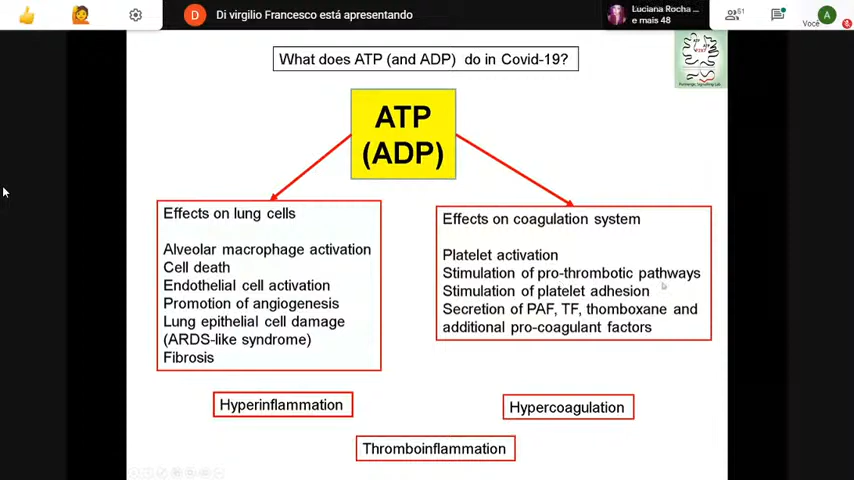 D
Di virgilio Francesco está apresentando
Luciana Rocha ...
e mais 48
51
A
Você
What does ATP (and ADP) do in Covid-19?
ATP
(ADP)
Effects on lung cells
Alveolar macrophage activation
Cell death
Endothelial cell activation
Promotion of angiogenesis
Lung epithelial cell damage
(ARDS-like syndrome)
Fibrosis
Effects on coagulation system
Platelet activation
Stimulation of pro-thrombotic pathways
Stimulation of platelet adhesion
Secretion of PAF, TF, thomboxane and
additional pro-coagulant factors
Hyperinflammation
Hypercoagulation
Thromboinflammation